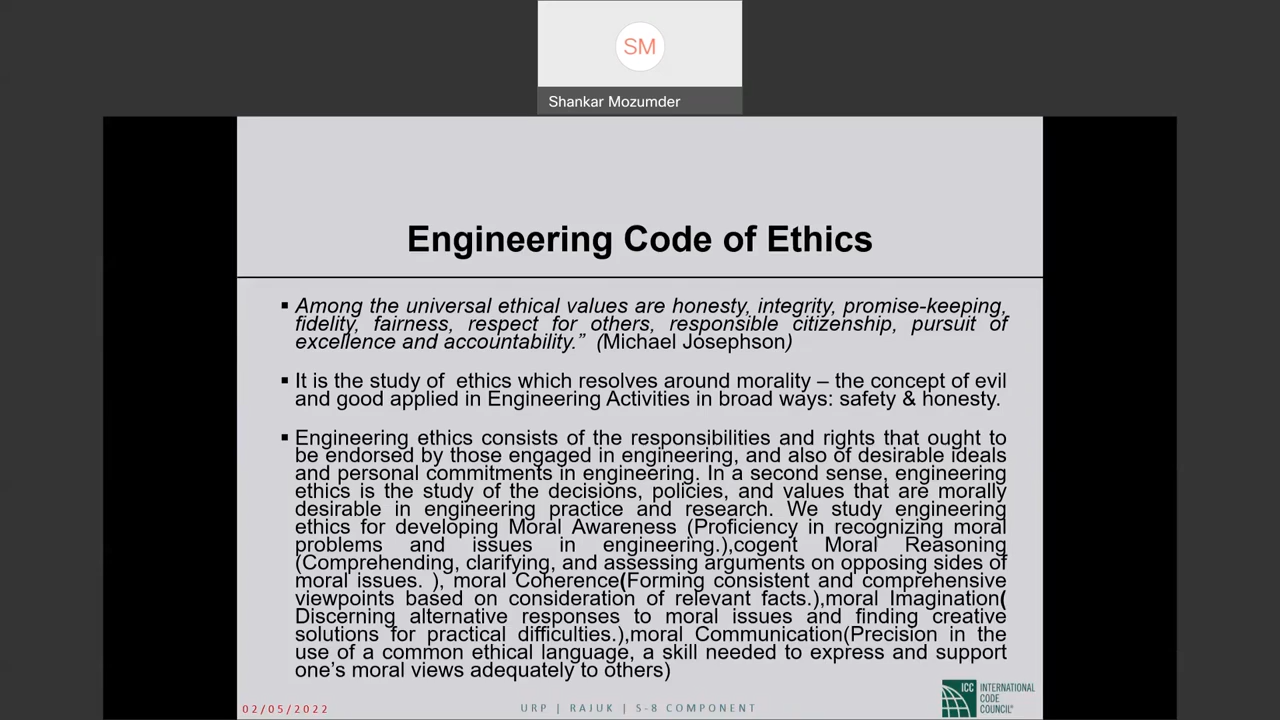 SM
Shankar Mozumder
Engineering Code of Ethics
▪ Among the universal ethical values are honesty, integrity, promise-keeping,
fidelity, fairness, respect for others, responsible citizenship, pursuit of
excellence and accountability.” (Michael Josephson)
▪ It is the study of ethics which resolves around morality – the concept of evil
and good applied in Engineering Activities in broad ways: safety & honesty.
▪ Engineering ethics consists of the responsibilities and rights that ought to
be endorsed by those engaged in engineering, and also of desirable ideals
and personal commitments in engineering. In a second sense, engineering
ethics is the study of the decisions, policies, and values that are morally
desirable in engineering practice and research. We study engineering
ethics for developing Moral Awareness (Proficiency in recognizing moral
problems and issues in engineering.),cogent Moral Reasoning
(Comprehending, clarifying, and assessing arguments on opposing sides of
moral issues. ), moral Coherence(Forming consistent and comprehensive
viewpoints based on consideration of relevant facts.),moral Imagination(
Discerning alternative responses to moral issues and finding creative
solutions for practical difficulties.),moral Communication(Precision in the
use of a common ethical language, a skill needed to express and support
one’s moral views adequately to others)
02/05/2022
URP | RAJUK | S-8 COMPONENT
ICC INTERNATIONAL
CODE
COUNCIL®